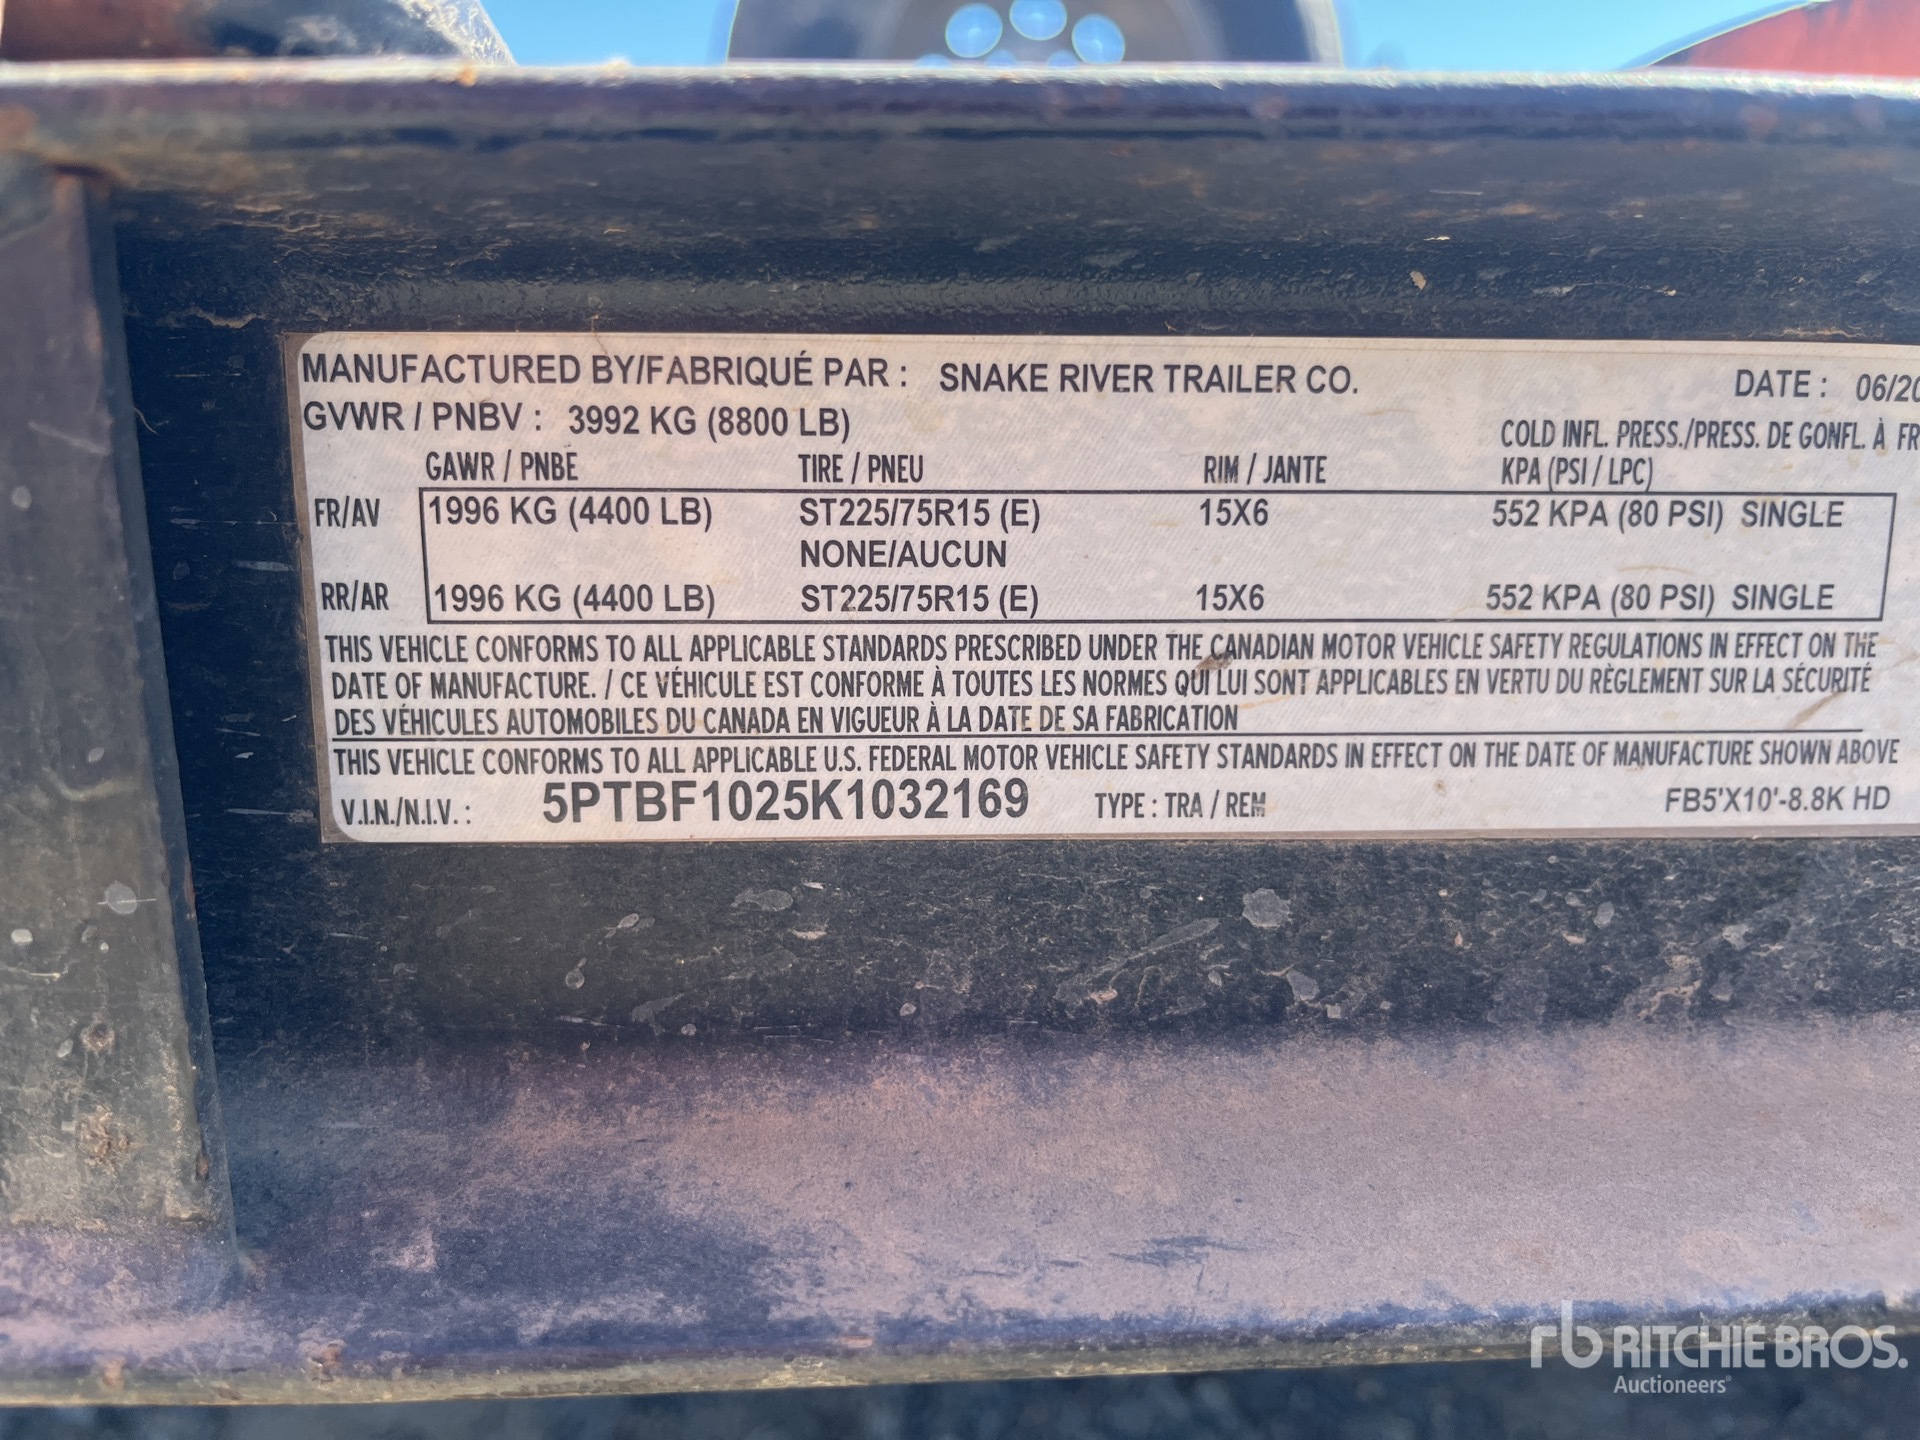 MANUFACTURED BY/FABRIQUÉ PAR : SNAKE RIVER TRAILER CO. DATE : 06/20
GVWR / PNBV : 3992 KG (8800 LB)
COLD INFL. PRESS./PRESS. DE GONFL. À FR
GAWR / PNBE TIRE / PNEU RIM / JANTE KPA (PSI / LPC)
FR/AV 1996 KG (4400 LB) ST225/75R15 (E) 15X6 552 KPA (80 PSI) SINGLE
NONE/AUCUN
RR/AR 1996 KG (4400 LB) ST225/75R15 (E) 15X6 552 KPA (80 PSI) SINGLE
THIS VEHICLE CONFORMS TO ALL APPLICABLE STANDARDS PRESCRIBED UNDER THE CANADIAN MOTOR VEHICLE SAFETY REGULATIONS IN EFFECT ON THE
DATE OF MANUFACTURE. / CE VÉHICULE EST CONFORME À TOUTES LES NORMES QUI LUI SONT APPLICABLES EN VERTU DU RÈGLEMENT SUR LA SÉCURITÉ
DES VÉHICULES AUTOMOBILES DU CANADA EN VIGUEUR À LA DATE DE SA FABRICATION
THIS VEHICLE CONFORMS TO ALL APPLICABLE U.S. FEDERAL MOTOR VEHICLE SAFETY STANDARDS IN EFFECT ON THE DATE OF MANUFACTURE SHOWN ABOVE
V.I.N./N.I.V. : 5PTBF1025K1032169 TYPE : TRA / REM FB5'X10'-8.8K HD
rb RITCHIE BROS.
Auctioneers